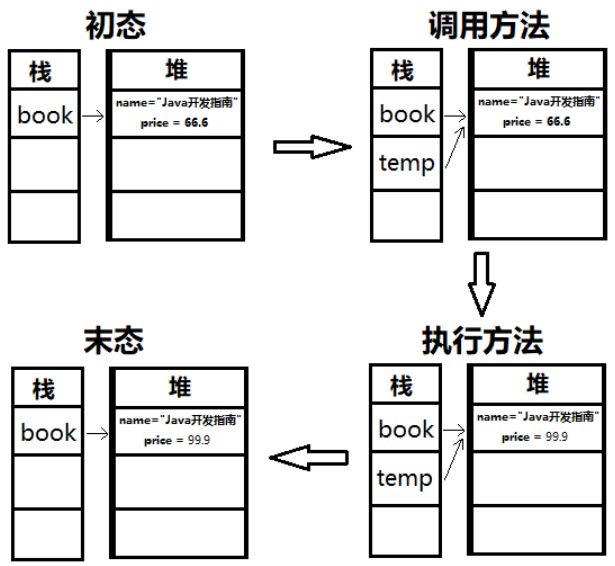 初态
栈
堆
book
name="Java开发指南"
price = 66.6
调用方法
栈
堆
book
name="Java开发指南"
price = 66.6
temp
末态
栈
堆
book
name="Java开发指南"
price = 99.9
执行方法
栈
堆
book
name="Java开发指南"
price = 99.9
temp